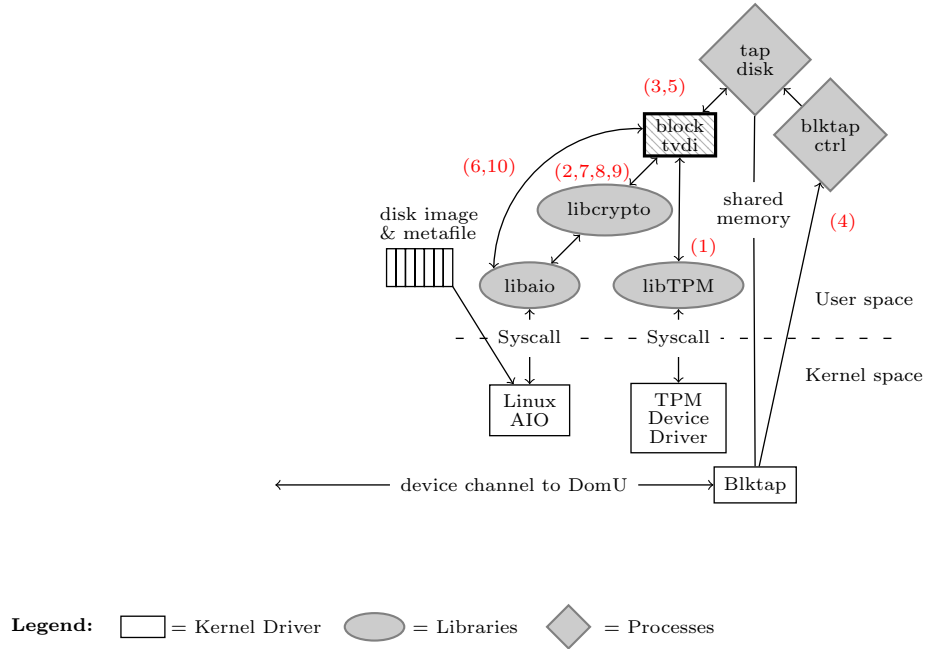 tap
disk
(3,5)
block
tvdi
blktap
ctrl
(6,10)
(2,7,8,9)
libcrypto
shared
memory
disk image
& metafile
(4)
(1)
libaio
libTPM
User space
Syscall
Syscall
Kernel space
Linux
AIO
TPM
Device
Driver
device channel to DomU
Blktap
Legend:
= Kernel Driver
= Libraries
= Processes